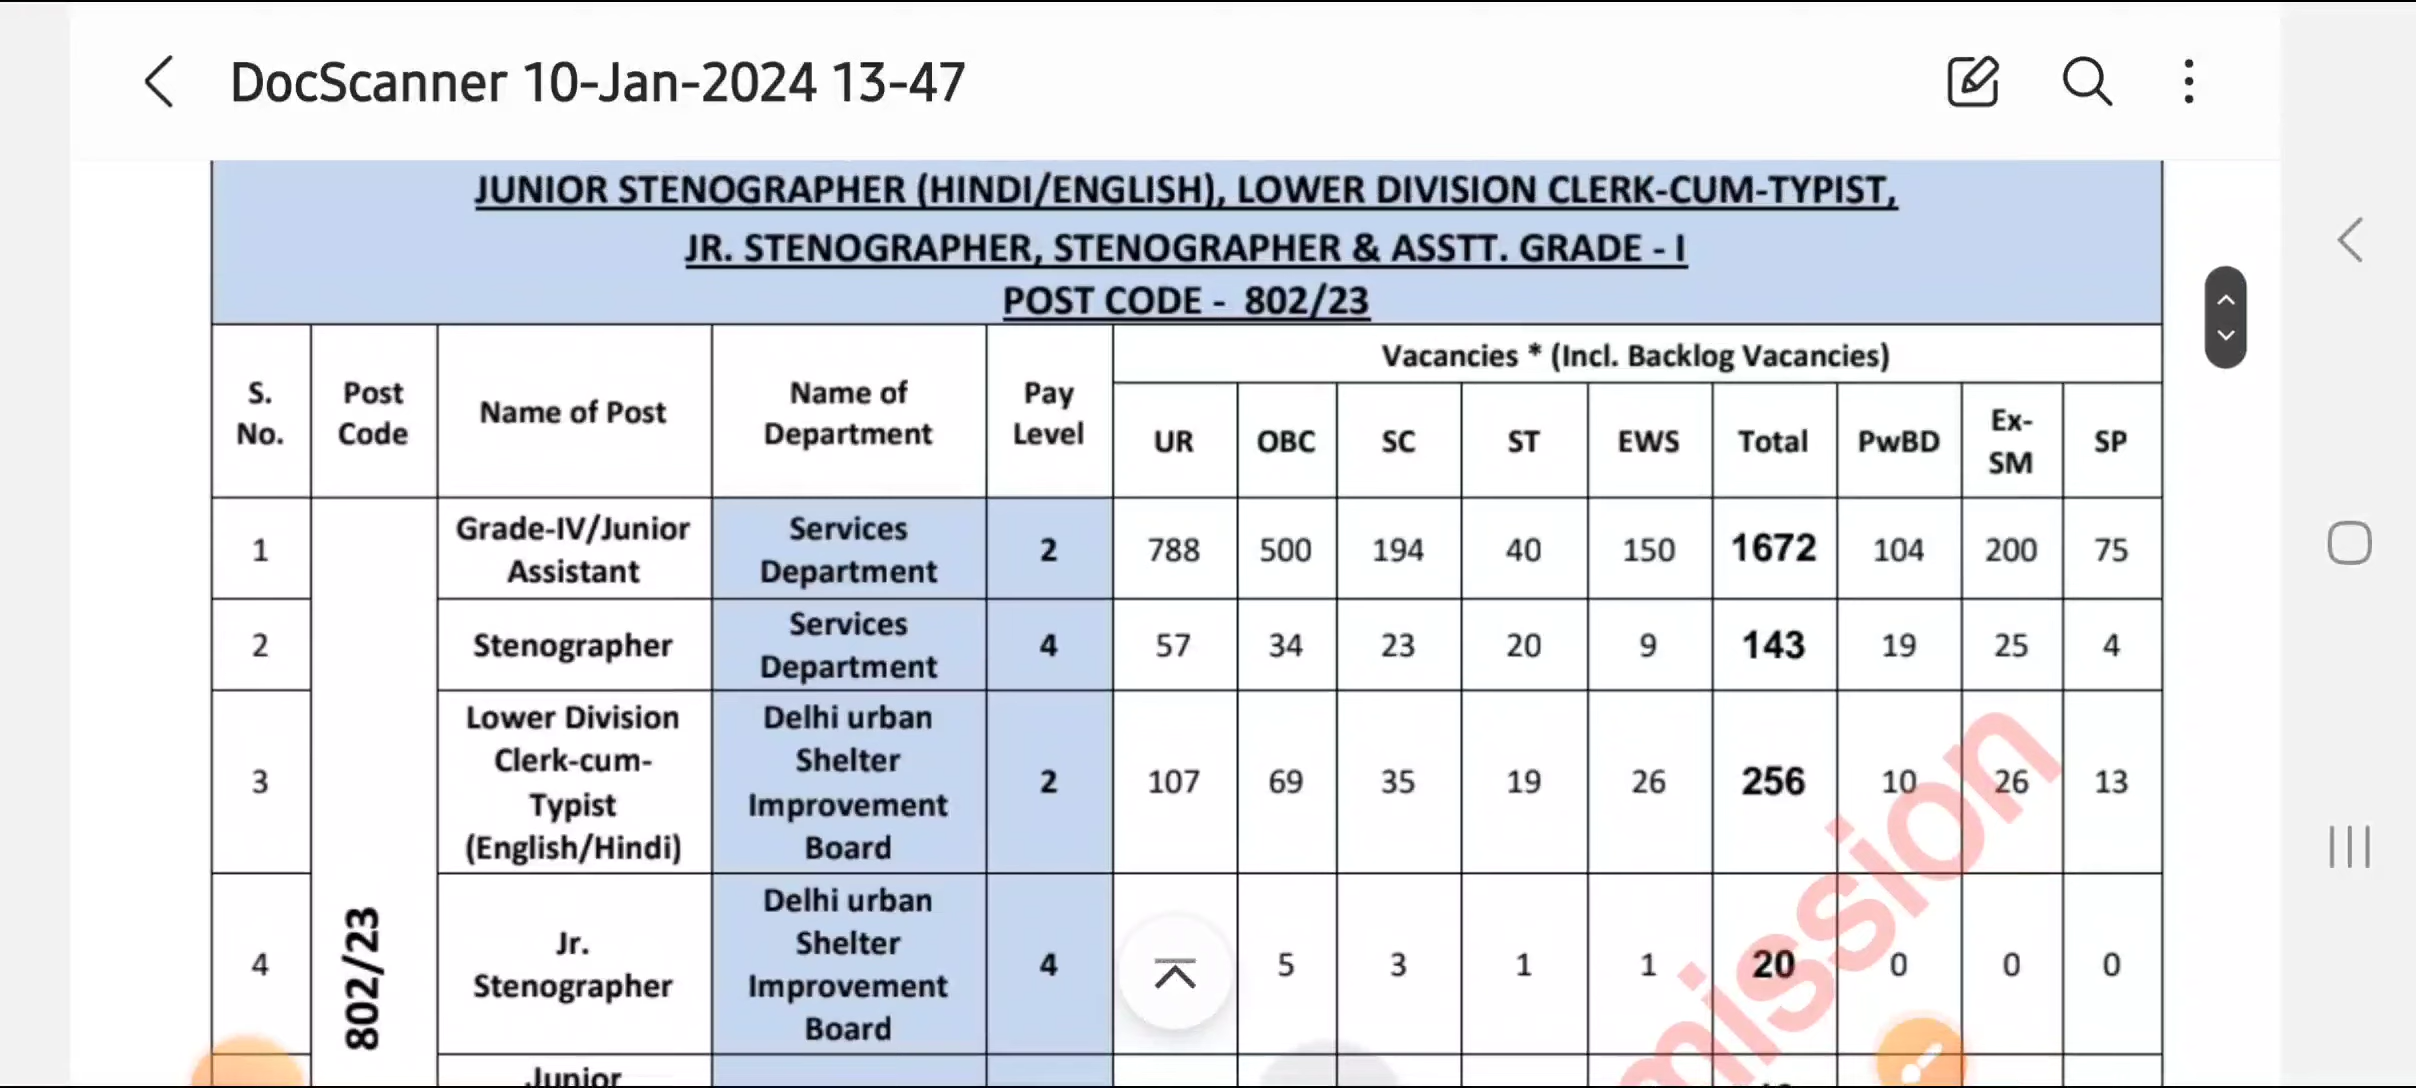 DocScanner 10-Jan-2024 13-47
JUNIOR STENOGRAPHER (HINDI/ENGLISH), LOWER DIVISION CLERK-CUM-TYPIST,
JR. STENOGRAPHER, STENOGRAPHER & ASSTT. GRADE - I
POST CODE - 802/23
S. No. Post Code Name of Post Name of Department Pay Level Vacancies * (Incl. Backlog Vacancies)
UR OBC SC ST EWS Total PwBD Ex-SM SP
1 Grade-IV/Junior Assistant Services Department 2 788 500 194 40 150 1672 104 200 75
2 Stenographer Services Department 4 57 34 23 20 9 143 19 25 4
3 Lower Division Clerk-cum-Typist (English/Hindi) Delhi urban Shelter Improvement Board 2 107 69 35 19 26 256 10 26 13
4 Jr. Stenographer Delhi urban Shelter Improvement Board 4 5 3 1 1 20 0 0 0
802/23
Junior
mission